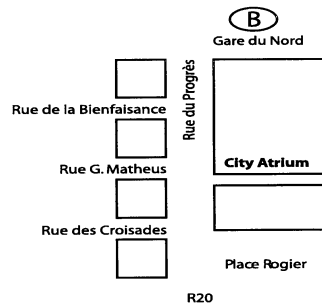 B
Gare du Nord
Rue du Progrès
Rue de la Bienfaisance
Rue G. Matheus
City Atrium
Rue des Croisades
Place Rogier
R20